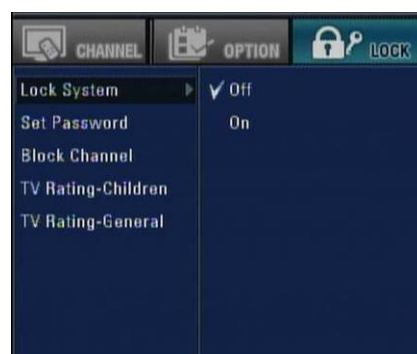 CHANNEL OPTION LOCK
Lock System Off
Set Password On
Block Channel
TV Rating-Children
TV Rating-General